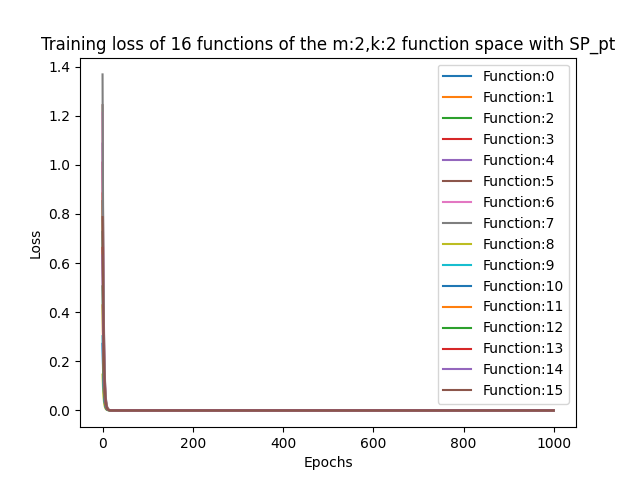 Training loss of 16 functions of the m:2,k:2 function space with SP_pt
1.4
1.2
1.0
0.8
0.6
0.4
0.2
0.0
Loss
0 200 400 600 800 1000
Epochs
Function:0
Function:1
Function:2
Function:3
Function:4
Function:5
Function:6
Function:7
Function:8
Function:9
Function:10
Function:11
Function:12
Function:13
Function:14
Function:15